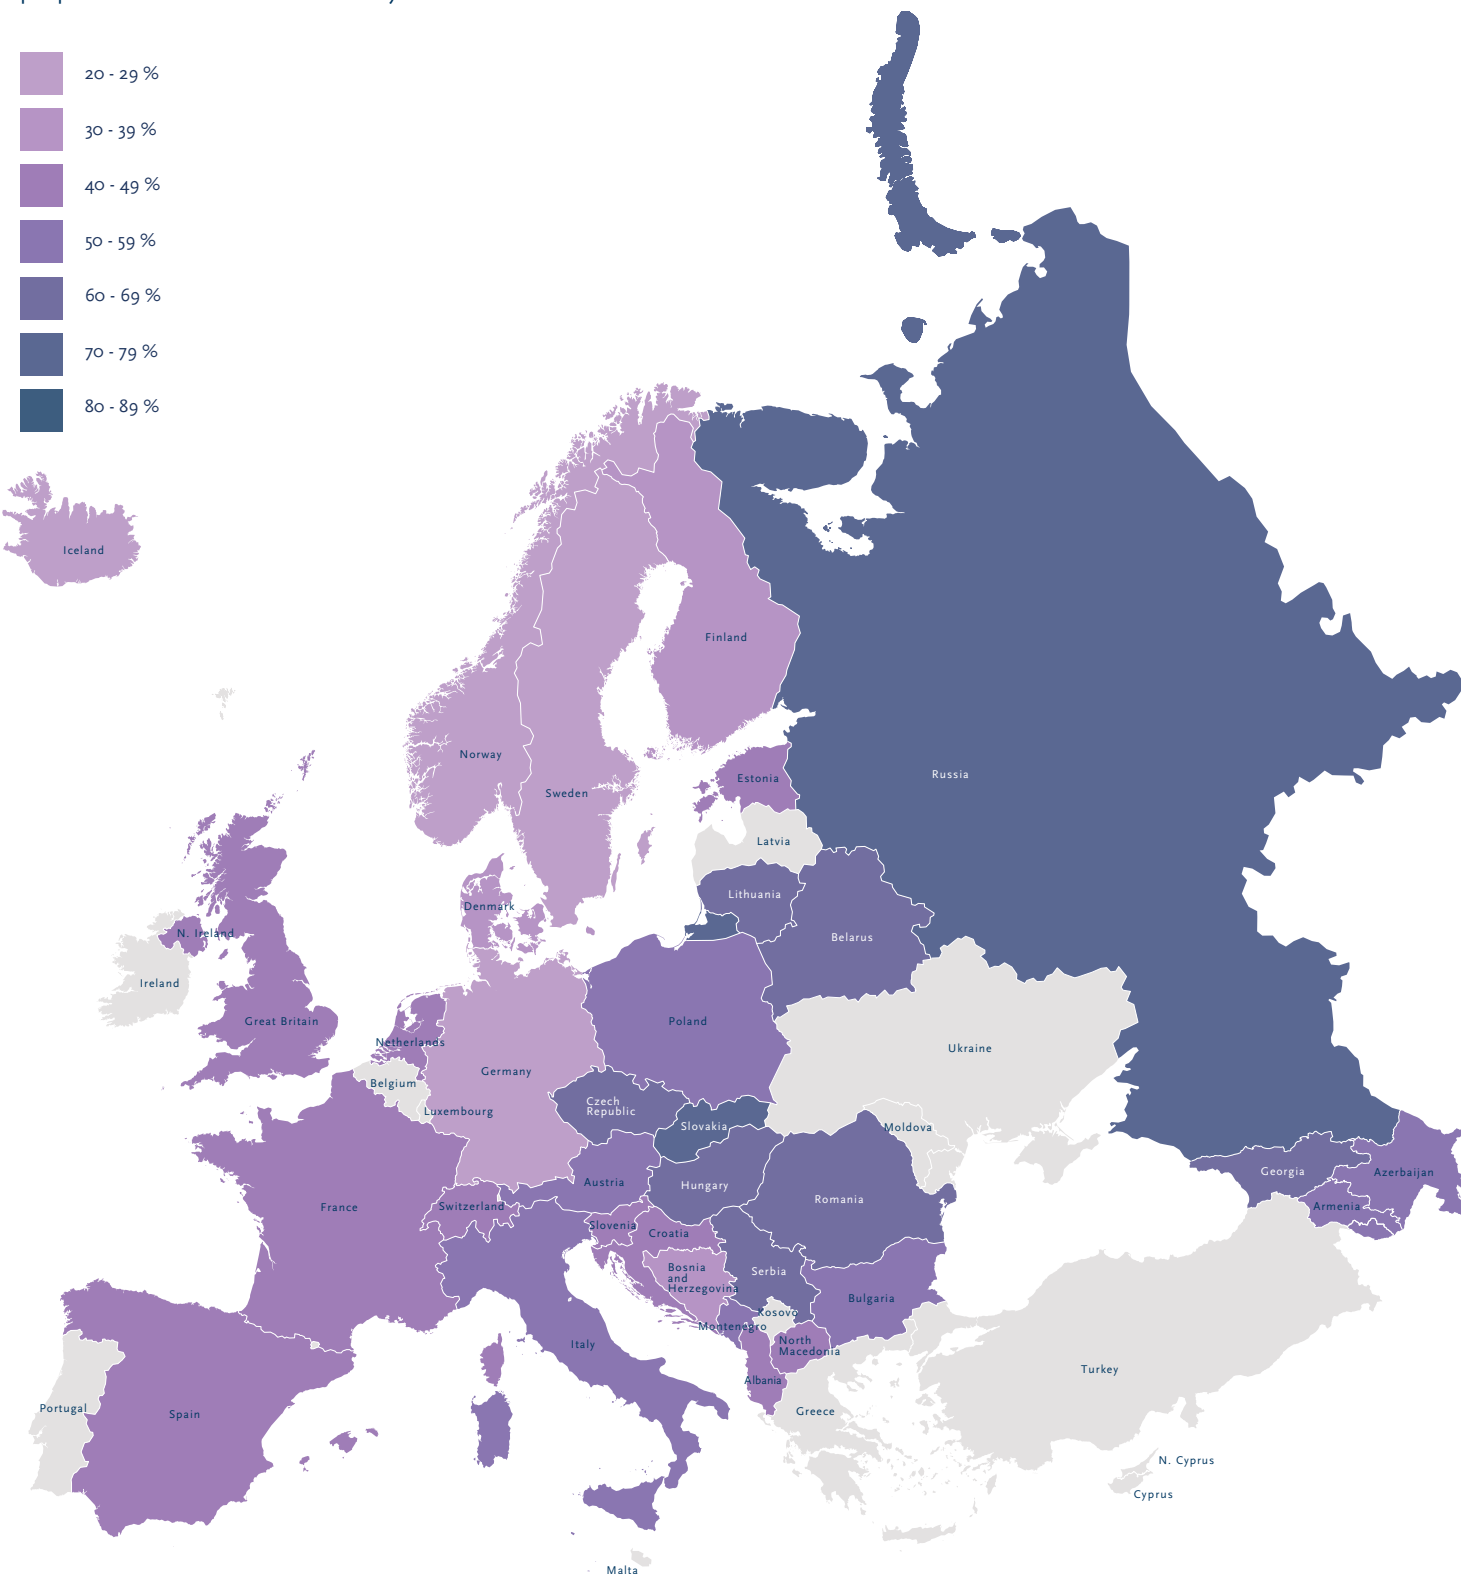 20 - 29 %
30 - 39 %
40 - 49 %
50 - 59 %
60 - 69 %
70 - 79 %
80 - 89 %
Iceland
Finland
Norway
Russia
Estonia
Sweden
Latvia
Lithuania
Denmark
N. Ireland
Belarus
Ireland
Great Britain
Poland
Netherlands
Ukraine
Germany
Belgium
Czech
Republic
Luxembourg
Slovakia
Moldova
Georgia
Azerbaijan
Austria
Hungary
Romania
France
Switzerland
Armenia
Slovenia
Croatia
Bosnia
and
Herzegovina
Serbia
Bulgaria
Kosovo
Montenegro
North
Macedonia
Italy
Turkey
Albania
Portugal
Spain
Greece
N. Cyprus
Cyprus
Malta